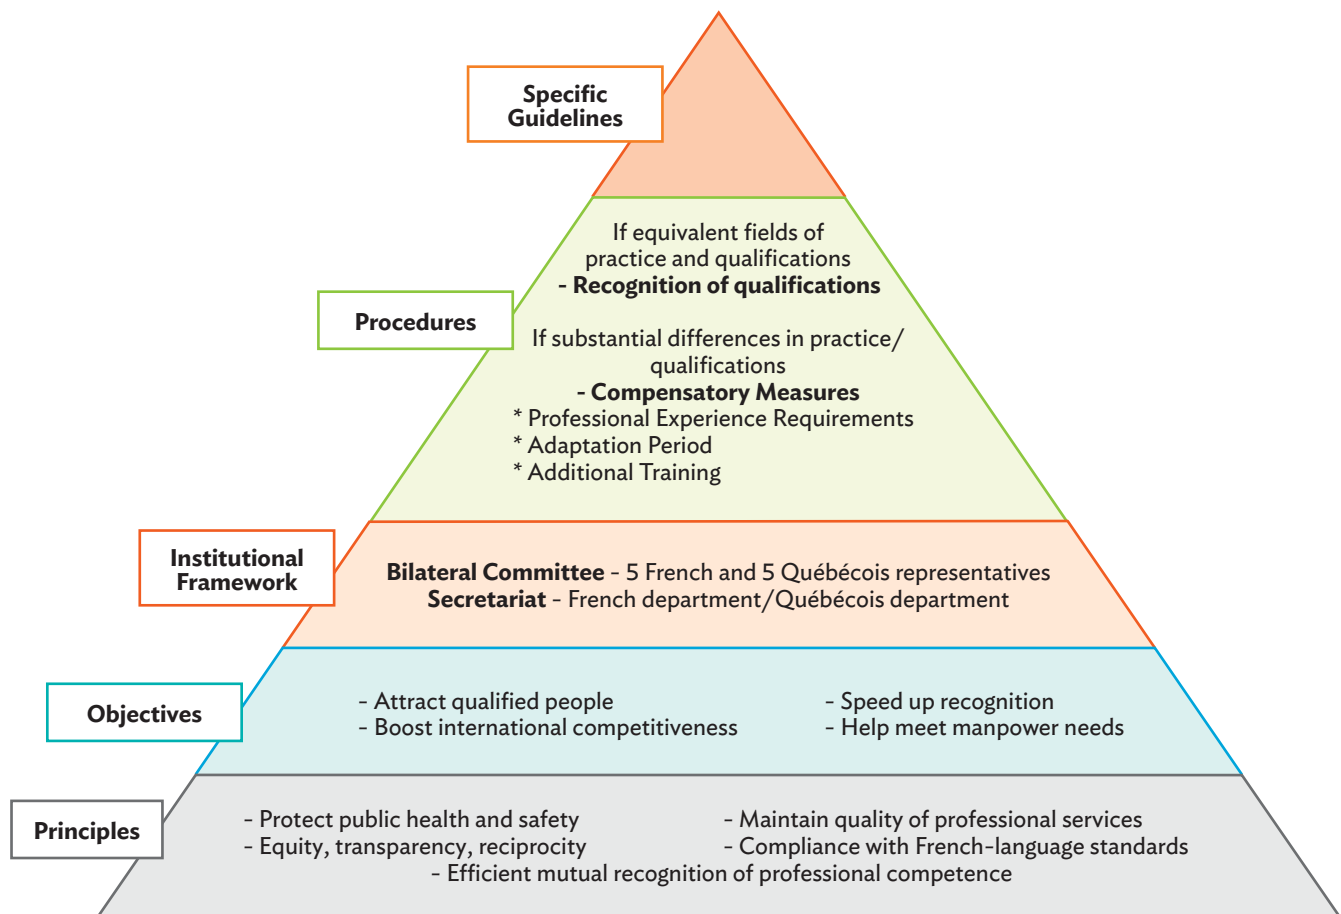 Specific
Guidelines
If equivalent fields of
practice and qualifications
- Recognition of qualifications
Procedures
If substantial differences in practice/
qualifications
- Compensatory Measures
* Professional Experience Requirements
* Adaptation Period
* Additional Training
Institutional
Framework
Bilateral Committee - 5 French and 5 Québécois representatives
Secretariat - French department/Québécois department
Objectives
- Attract qualified people
- Boost international competitiveness
- Speed up recognition
- Help meet manpower needs
Principles
- Protect public health and safety
- Equity, transparency, reciprocity
- Maintain quality of professional services
- Compliance with French-language standards
- Efficient mutual recognition of professional competence